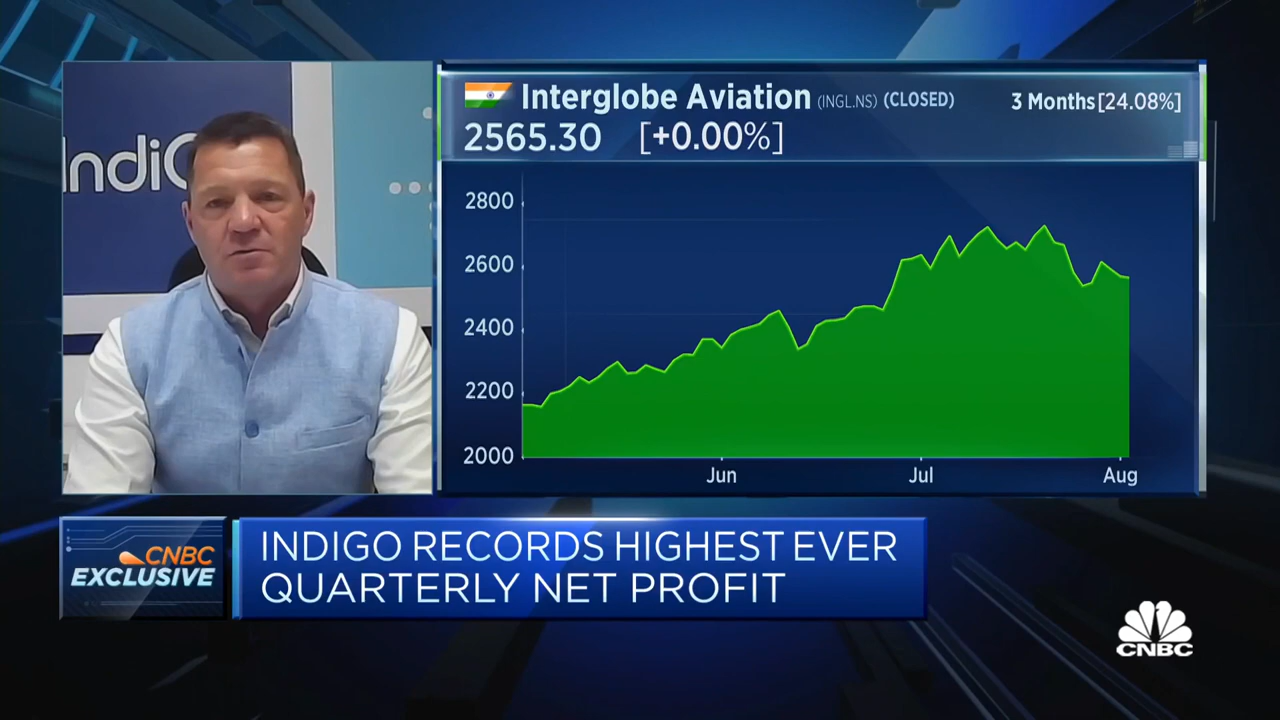 IndiG
Interglobe Aviation (INGL.NS) (CLOSED) 3 Months [24.08%]
2565.30 [+0.00%]
2800
2600
2400
2200
2000
Jun Jul Aug
CNBC
EXCLUSIVE
INDIGO RECORDS HIGHEST EVER
QUARTERLY NET PROFIT
CNBC